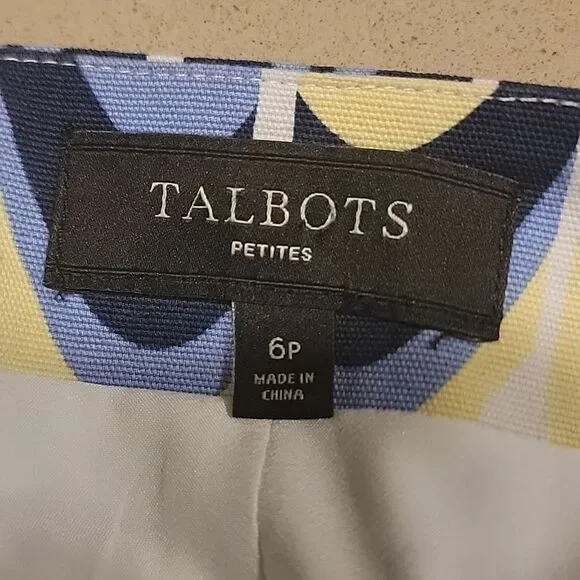 TALBOTS
PETITES
6P
MADE IN
CHINA